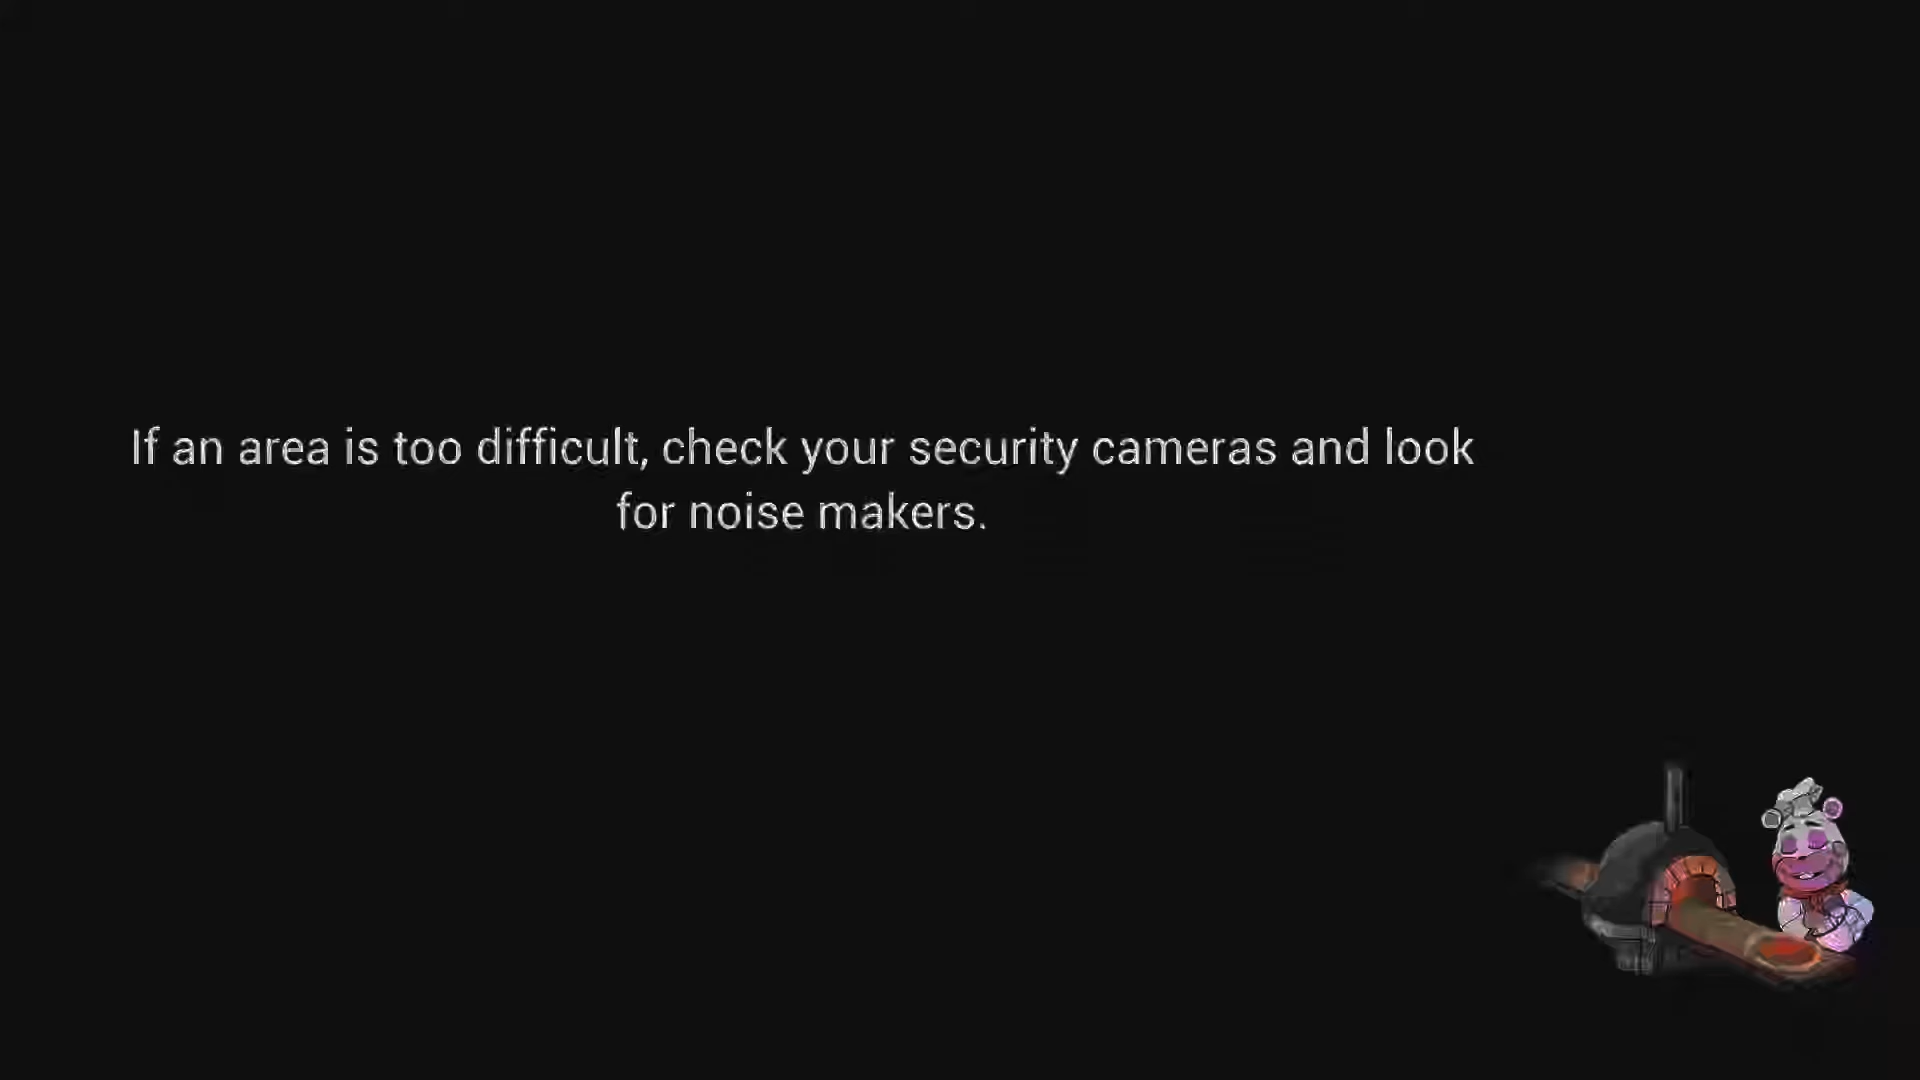 If an area is too difficult, check your security cameras and look
for noise makers.